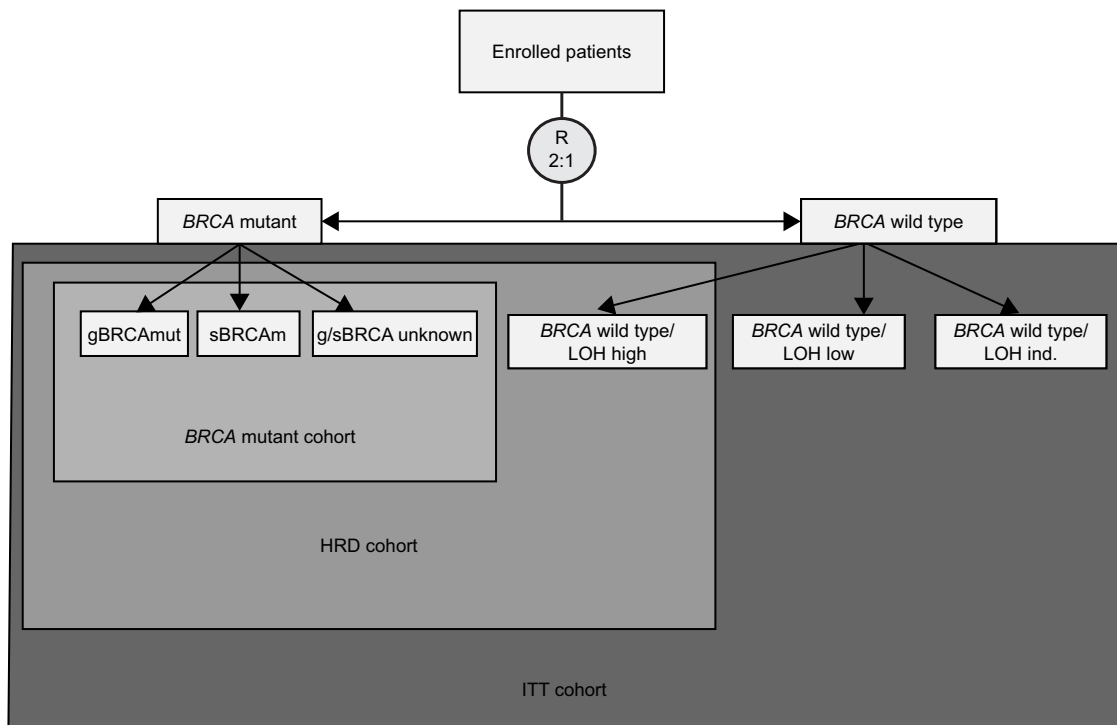 Enrolled patients
R
2:1
BRCA mutant
BRCA wild type
gBRCAmut
sBRCAm
g/sBRCA unknown
BRCA wild type/
LOH high
BRCA wild type/
LOH low
BRCA wild type/
LOH ind.
BRCA mutant cohort
HRD cohort
ITT cohort